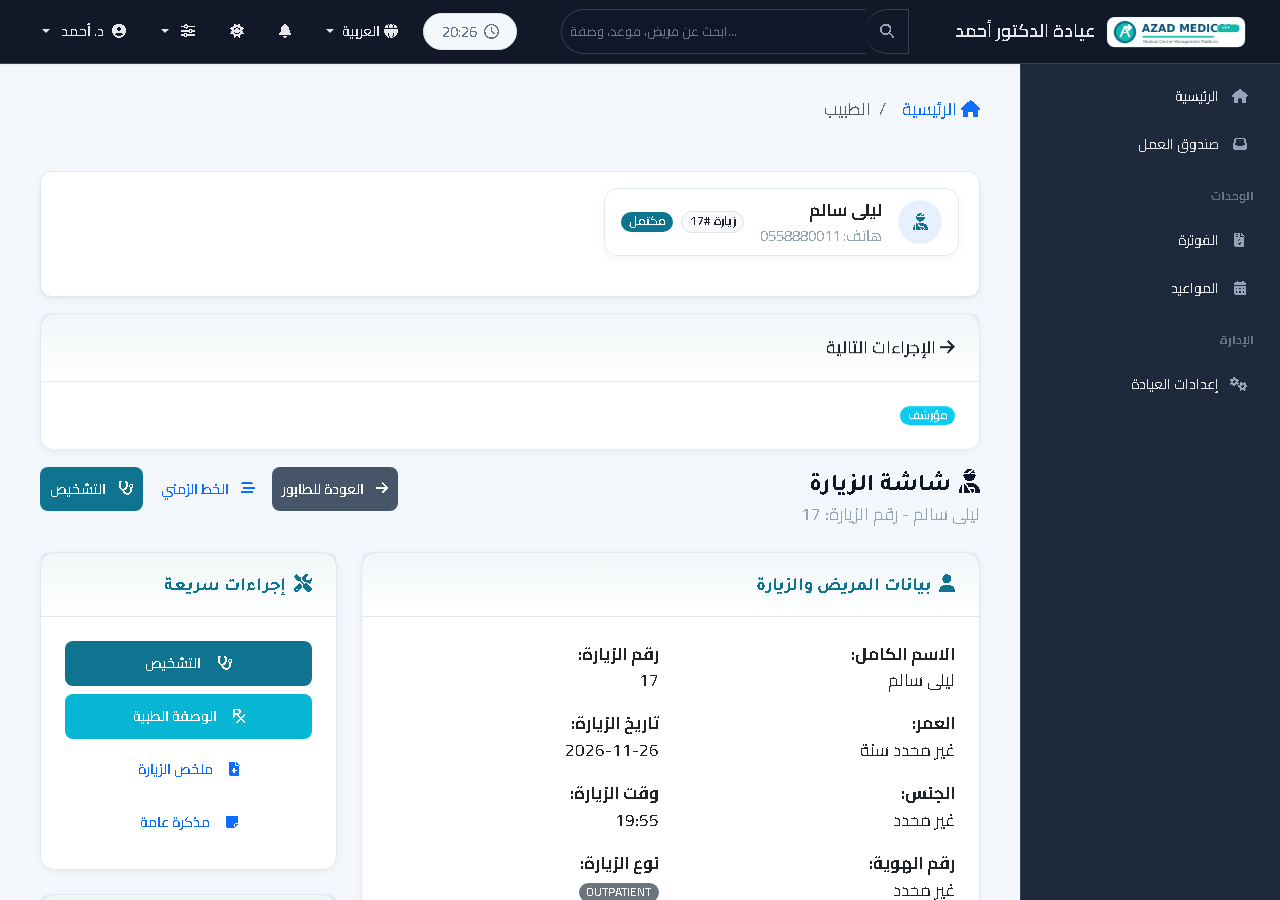 AZAD MEDIC
Medical Centre Management Platform
عيادة الدكتور أحمد
ابحث عن مريض، موعد، وصفة...
20:26
العربية
د. أحمد
الرئيسية
صندوق العمل
الوحدات
الفوترة
المواعيد
الإدارة
إعدادات العيادة
الرئيسية / الطبيب
ليلى سالم
هاتف: 0558880011
زيارة #17
مكتمل
الإجراءات التالية
مؤرشف
شاشة الزيارة
ليلى سالم - رقم الزيارة: 17
العودة للطابور
الخط الزمني
التشخيص
بيانات المريض والزيارة
الاسم الكامل:
ليلى سالم
رقم الزيارة:
17
العمر:
غير محدد سنة
تاريخ الزيارة:
2026-11-26
الجنس:
غير محدد
وقت الزيارة:
19:55
رقم الهوية:
غير محدد
نوع الزيارة:
OUTPATIENT
إجراءات سريعة
التشخيص
الوصفة الطبية
ملخص الزيارة
مذكرة عامة